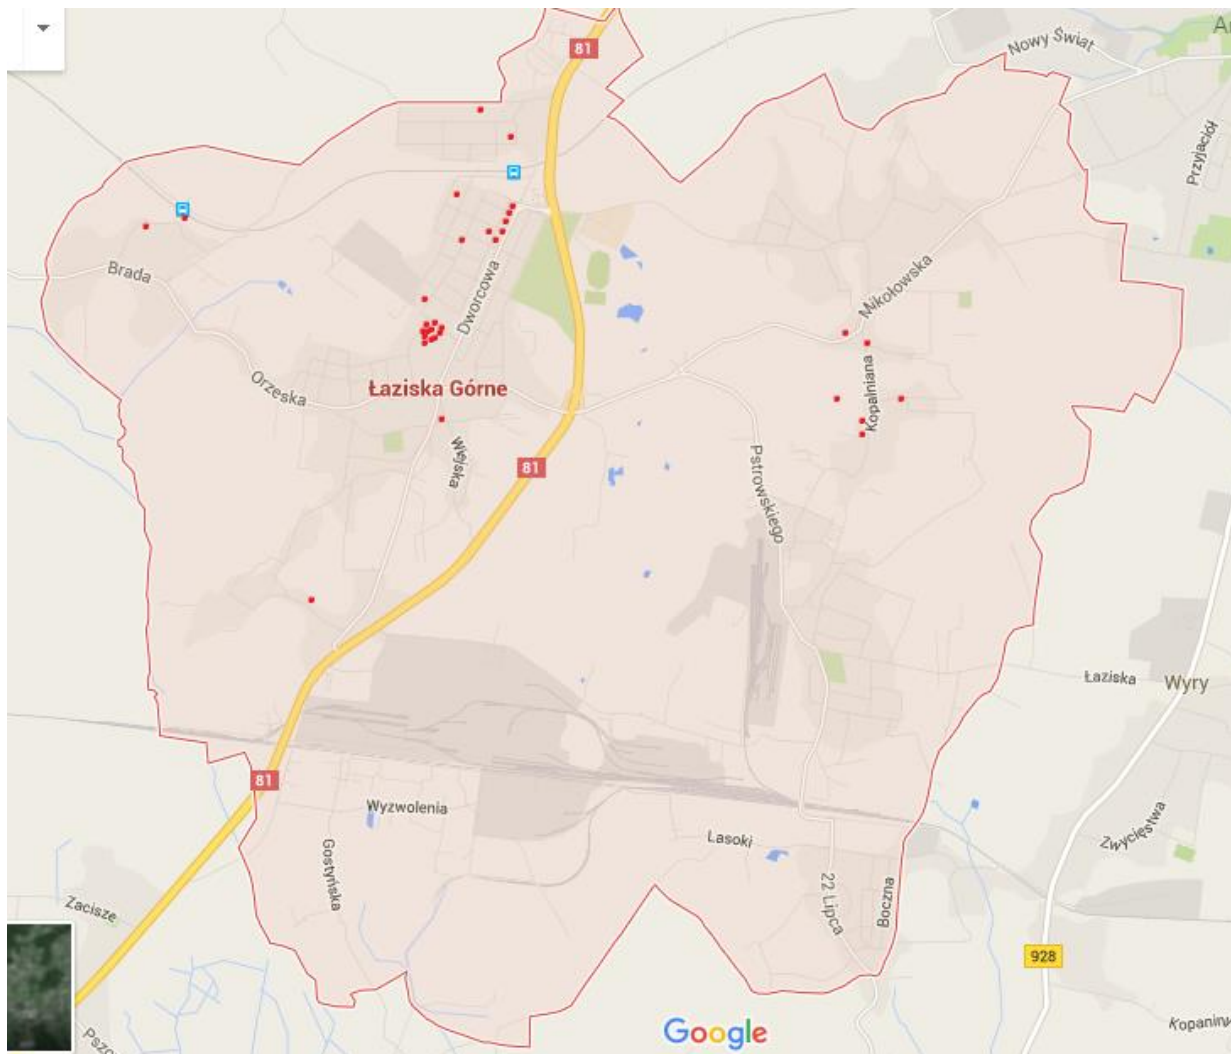 81
Nowy Świat
Przyjaciół
Brada
Dworcowa
Mikołowska
Orzeska
Łaziska Górne
Kopalniana
Wiejska
81
Pstrowskiego
Łaziska
Wyry
81
Wyzwolenia
Lasoki
Zwycięstwa
Gostyńska
22 Lipca
Boczna
Zacisze
928
Google